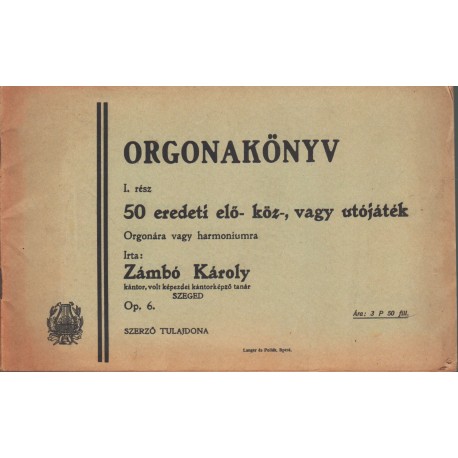 ORGONAKÖNYV
I. rész
50 eredeti elő- köz-, vagy utójáték
Orgonára vagy harmoniumra
Irta:
Zámbó Károly
kántor, volt képezdei kántorképző tanár
SZEGED
Op. 6.
Ára: 3 P 50 fill.
SZERZŐ TULAJDONA